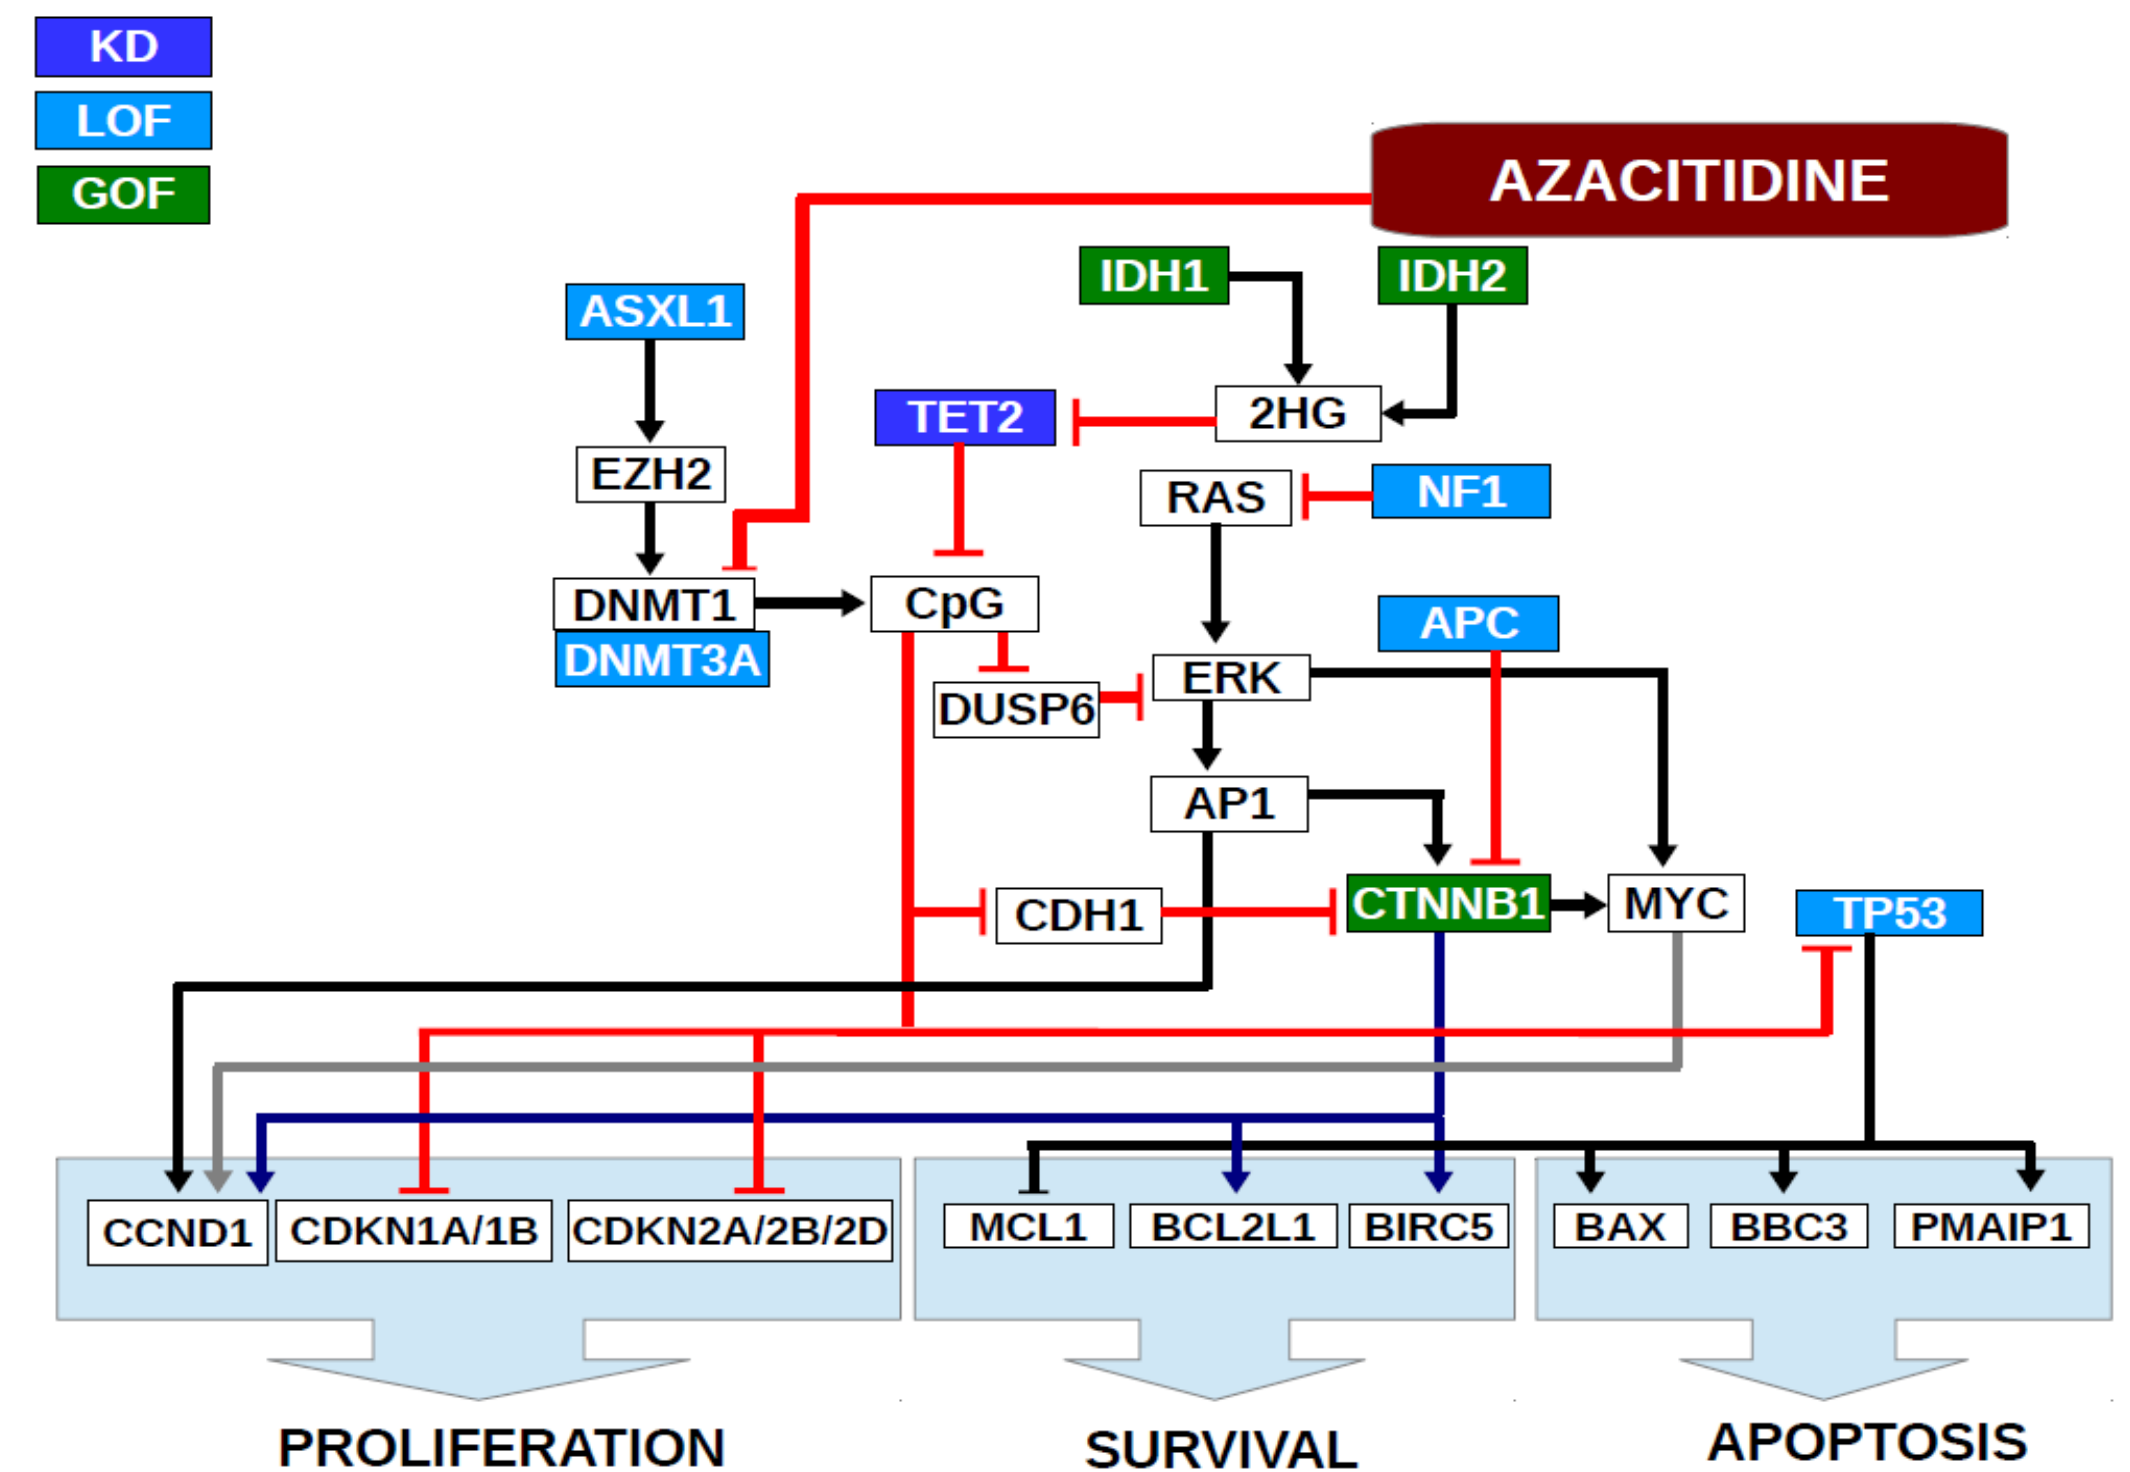 KD
LOF
GOF
AZACITIDINE
IDH1
IDH2
ASXL1
TET2
2HG
EZH2
RAS
NF1
DNMT1
CpG
APC
DNMT3A
ERK
DUSP6
AP1
CTNNB1
MYC
CDH1
TP53
CCND1
CDKN1A/1B
CDKN2A/2B/2D
MCL1
BCL2L1
BIRC5
BAX
BBC3
PMAIP1
PROLIFERATION
SURVIVAL
APOPTOSIS